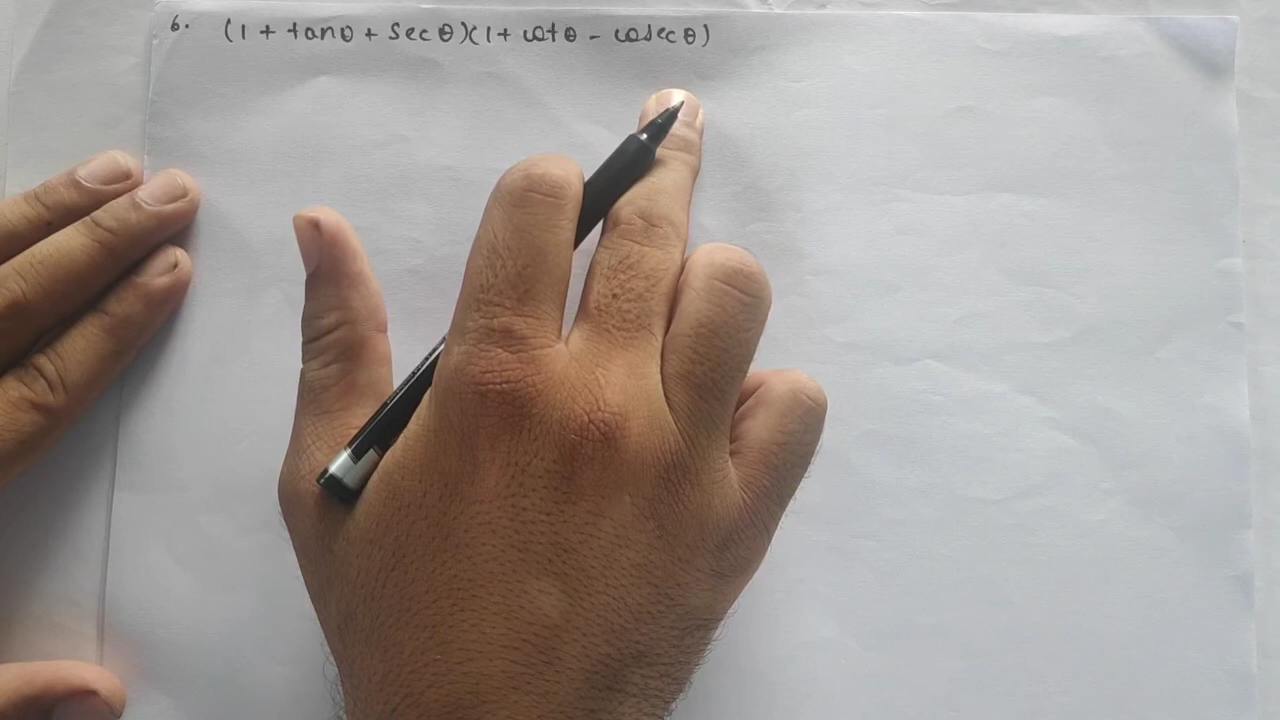 6. (1 + tanθ + secθ)(1 + cotθ - cosecθ)